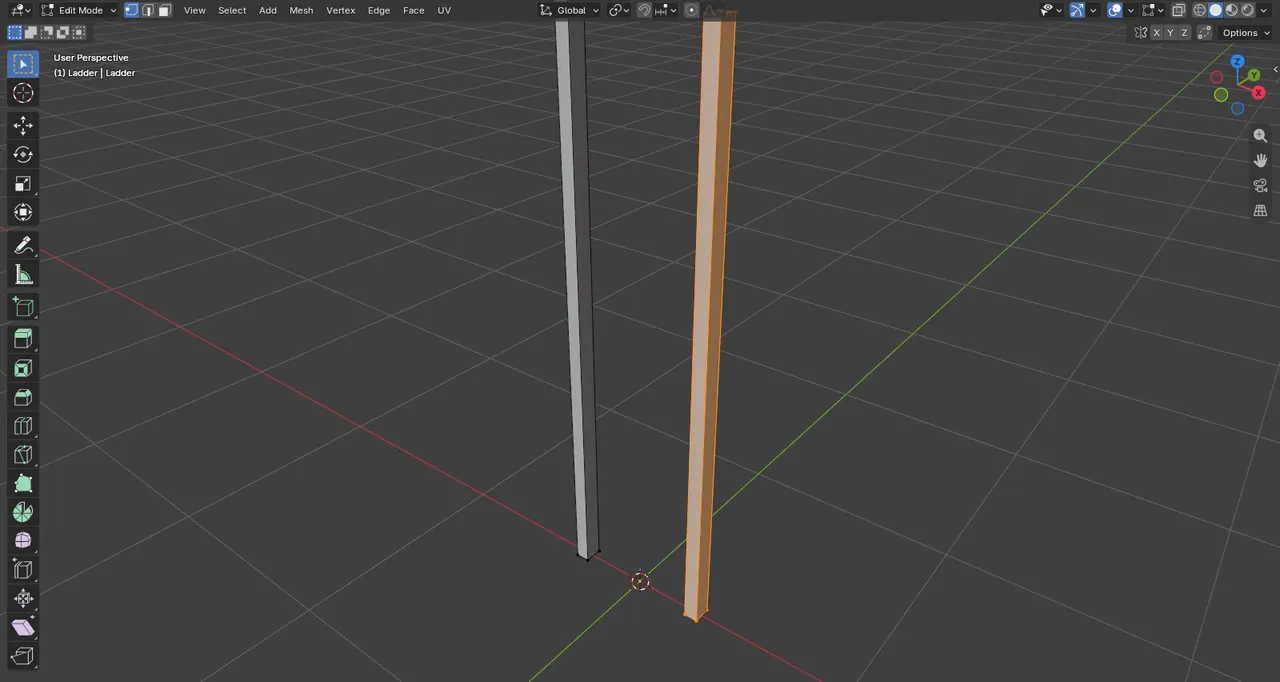 Edit Mode View Select Add Mesh Vertex Edge Face UV Global
X Y Z Options
User Perspective
(1) Ladder | Ladder
Z
Y
X